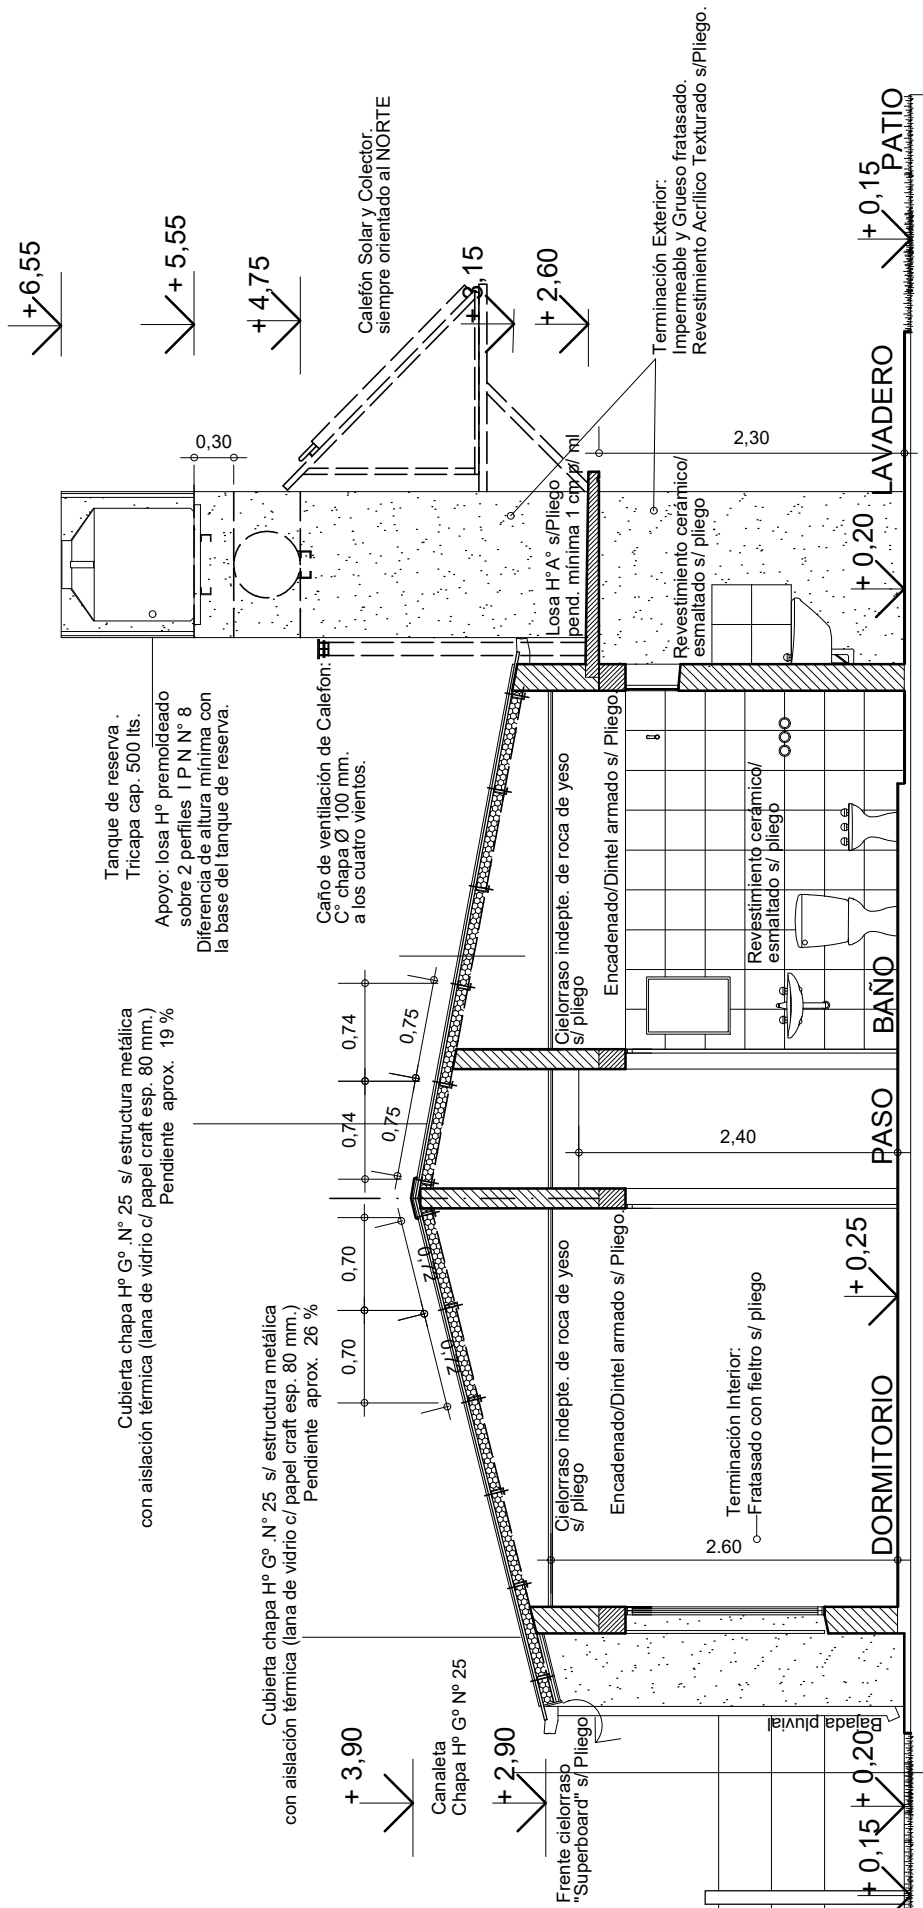 + 6,55
+ 5,55
+ 4,75
+ 3,15
+ 2,60
Calefón Solar y Colector.
siempre orientado al NORTE
0,30
Tanque de reserva .
Tricapa cap. 500 lts.
Apoyo: losa Hº premoldeado
sobre 2 perfiles I P N N° 8
Diferencia de altura mínima con
la base del tanque de reserva.
Caño de ventilación de Calefon:
C° chapa Ø 100 mm.
a los cuatro vientos.
Cubierta chapa Hº Gº .N° 25 s/ estructura metálica
con aislación térmica (lana de vidrio c/ papel craft esp. 80 mm.)
Pendiente aprox. 19 %
Cubierta chapa Hº Gº .N° 25 s/ estructura metálica
con aislación térmica (lana de vidrio c/ papel craft esp. 80 mm.)
Pendiente aprox. 26 %
0,70
0,70
0,74
0,74
0,72
0,72
0,75
0,75
+ 3,90
Canaleta
Chapa Hº Gº Nº 25
+ 2,90
Frente cielorraso
"Superboard" s/ Pliego
Bajada pluvial
Cielorraso indepte. de roca de yeso
s/ pliego
Encadenado/Dintel armado s/ Pliego.
Terminación Interior:
Fratasado con fieltro s/ pliego
2.60
2,40
Cielorraso indepte. de roca de yeso
s/ pliego
Encadenado/Dintel armado s/ Pliego.
Revestimiento cerámico/
esmaltado s/ pliego
Losa H°A° s/Pliego
pend. mínima 1 cm p/ ml
Revestimiento cerámico/
esmaltado s/ pliego
Terminación Exterior:
Impermeable y Grueso fratasado.
Revestimiento Acrílico Texturado s/Pliego.
2,30
+ 0,15
+ 0,20
+ 0,25
+ 0,20
+ 0,15
DORMITORIO
PASO
BAÑO
LAVADERO
PATIO